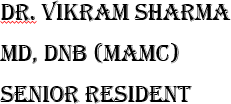 DR. VIKRAM SHARMA
MD, DNB (MAMC)
SENIOR RESIDENT